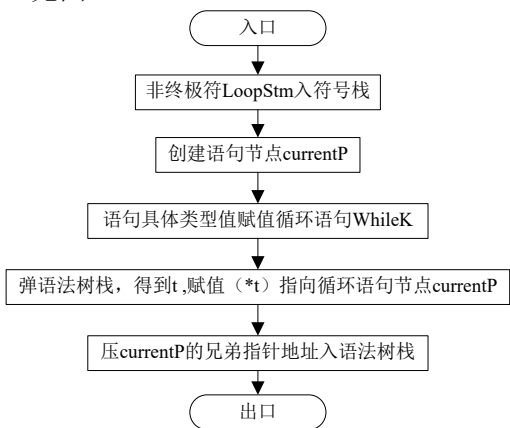 入口
非终极符LoopStm入符号栈
创建语句节点currentP
语句具体类型值赋值循环语句WhileK
弹语法树栈，得到t ,赋值（*t）指向循环语句节点currentP
压currentP的兄弟指针地址入语法树栈
出口